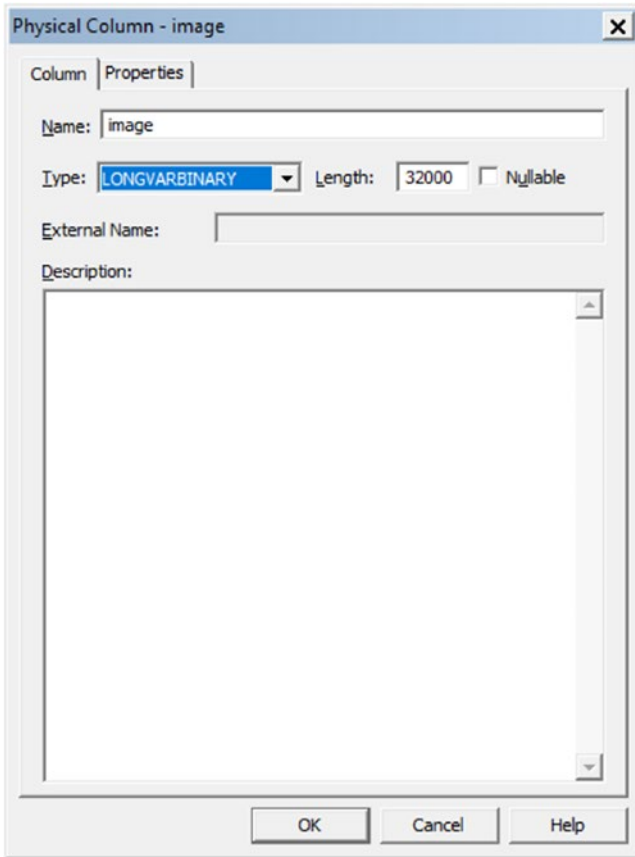 Physical Column - image
Column Properties
Name: image
Type: LONGVARBINARY Length: 32000 Nullable
External Name:
Description:
OK Cancel Help